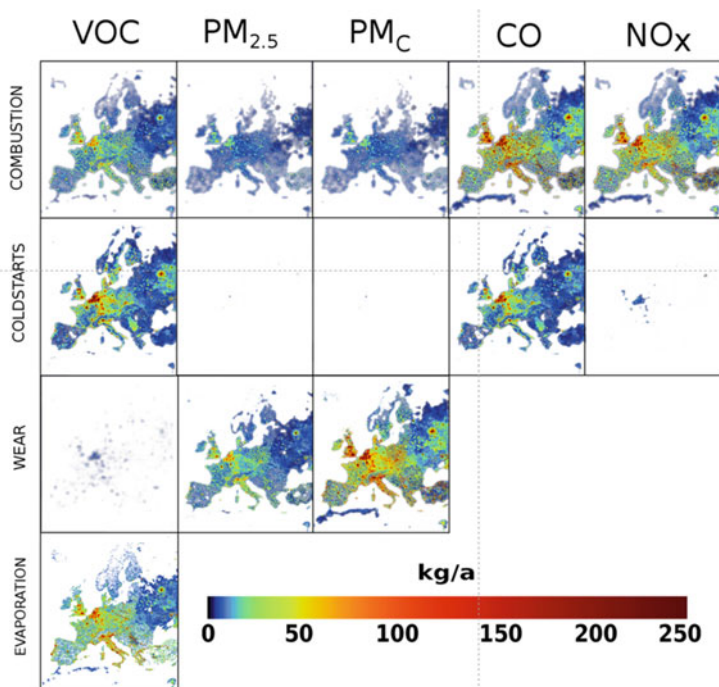 VOC PM2.5 PMC CO NOX
COMBUSTION
COLDSTARTS
WEAR
EVAPORATION
kg/a
0 50 100 150 200 250